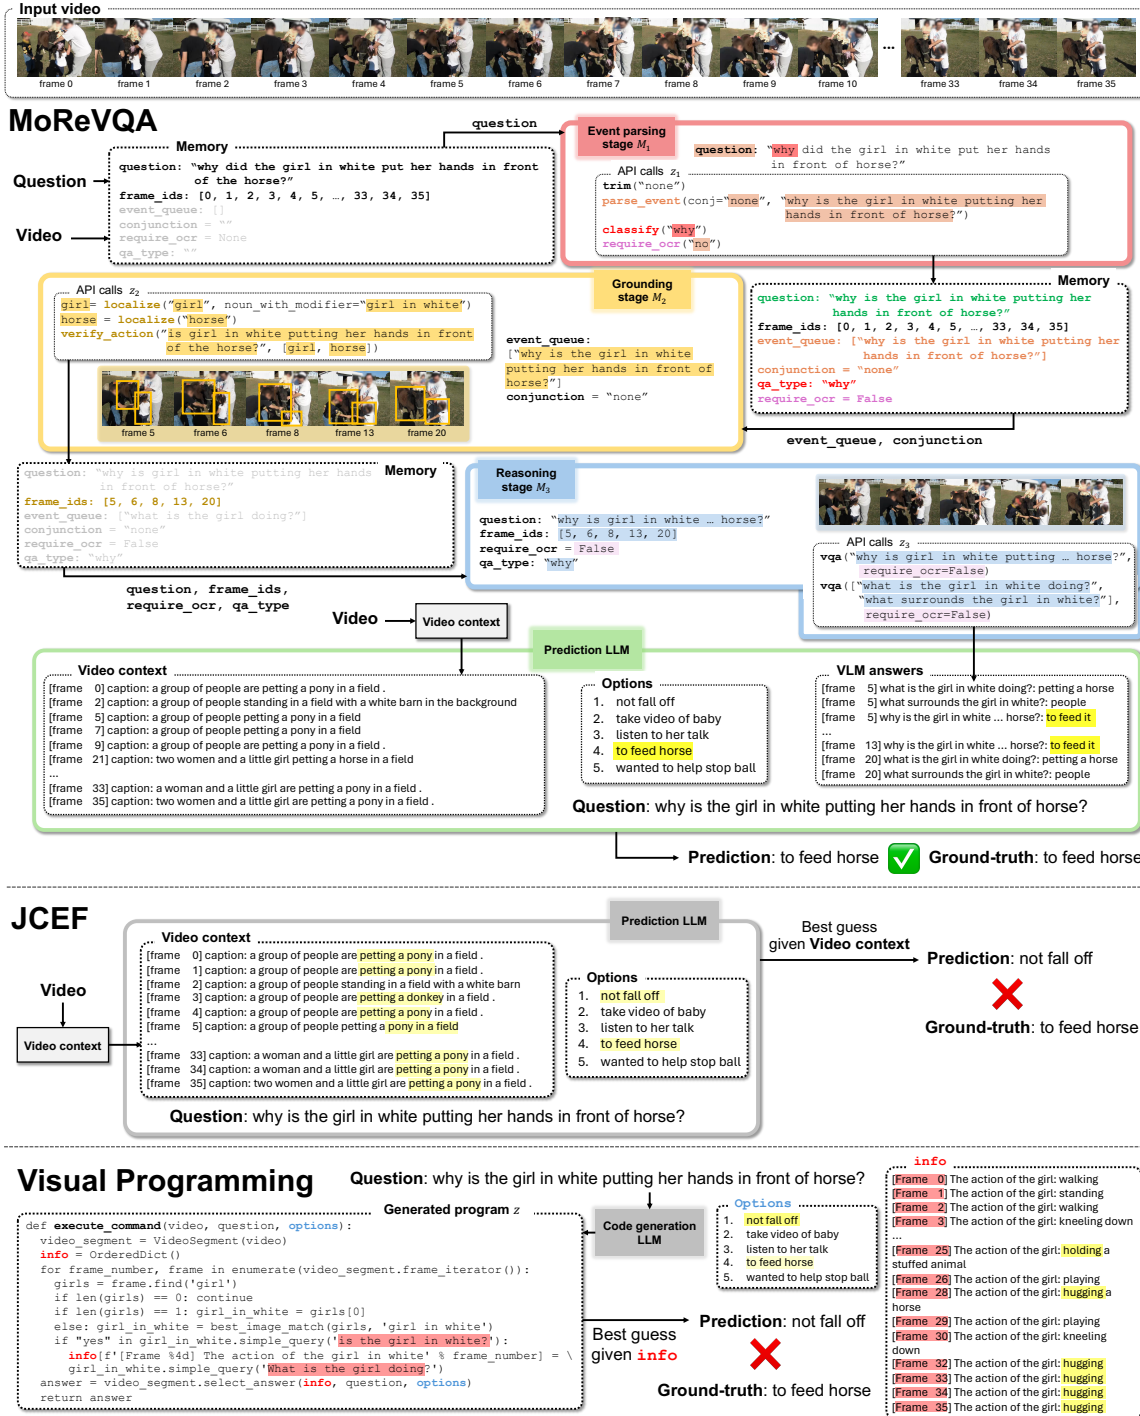 Input video
frame 0 frame 1 frame 2 frame 3 frame 4 frame 5 frame 6 frame 7 frame 8 frame 9 frame 10 ... frame 33 frame 34 frame 35
MoReVQA
question
Question
Video
Memory
question: "why did the girl in white put her hands in front
of the horse?"
frame_ids: [0, 1, 2, 3, 4, 5, …, 33, 34, 35]
event_queue: []
conjunction = ""
require_ocr = None
qa_type: ""
Event parsing
stage M1
question: "why did the girl in white put her hands
in front of horse?"
API calls z1
trim("none")
parse_event(conj="none", "why is the girl in white putting her
hands in front of horse?")
classify("why")
require_ocr("no")
Grounding
stage M2
API calls z2
girl= localize("girl", noun_with_modifier="girl in white")
horse = localize("horse")
verify_action("is girl in white putting her hands in front
of the horse?", [girl, horse])
frame 5 frame 6 frame 8 frame 13 frame 20
event_queue:
["why is the girl in white
putting her hands in front of
horse?"]
conjunction = "none"
Memory
question: "why is the girl in white putting her
hands in front of horse?"
frame_ids: [0, 1, 2, 3, 4, 5, …, 33, 34, 35]
event_queue: ["why is the girl in white putting her
hands in front of horse?"]
conjunction = "none"
qa_type: "why"
require_ocr = False
event_queue, conjunction
Memory
question: "why is girl in white putting her hands
in front of horse?"
frame_ids: [5, 6, 8, 13, 20]
event_queue: ["what is the girl doing?"]
conjunction = "none"
require_ocr = False
qa_type: "why"
question, frame_ids,
require_ocr, qa_type
Reasoning
stage M3
question: "why is girl in white … horse?"
frame_ids: [5, 6, 8, 13, 20]
require_ocr = False
qa_type: "why"
API calls z3
vqa("why is girl in white putting … horse?",
require_ocr=False)
vqa(["what is the girl in white doing?",
"what surrounds the girl in white?"],
require_ocr=False)
Video
Video context
Prediction LLM
Video context
[frame 0] caption: a group of people are petting a pony in a field .
[frame 2] caption: a group of people standing in a field with a white barn in the background
[frame 5] caption: a group of people petting a pony in a field
[frame 7] caption: a group of people petting a pony in a field
[frame 9] caption: a group of people are petting a pony in a field .
[frame 21] caption: two women and a little girl petting a horse in a field
...
[frame 33] caption: a woman and a little girl are petting a pony in a field .
[frame 35] caption: two women and a little girl are petting a pony in a field .
Options
1. not fall off
2. take video of baby
3. listen to her talk
4. to feed horse
5. wanted to help stop ball
VLM answers
[frame 5] what is the girl in white doing?: petting a horse
[frame 5] what surrounds the girl in white?: people
[frame 5] why is the girl in white ... horse?: to feed it
...
[frame 13] why is the girl in white ... horse?: to feed it
[frame 20] what is the girl in white doing?: petting a horse
[frame 20] what surrounds the girl in white?: people
Question: why is the girl in white putting her hands in front of horse?
Prediction: to feed horse Ground-truth: to feed horse
JCEF
Video
Video context
Prediction LLM
Video context
[frame 0] caption: a group of people are petting a pony in a field .
[frame 1] caption: a group of people are petting a pony in a field .
[frame 2] caption: a group of people standing in a field with a white barn
[frame 3] caption: a group of people are petting a donkey in a field .
[frame 4] caption: a group of people are petting a pony in a field .
[frame 5] caption: a group of people petting a pony in a field
...
[frame 33] caption: a woman and a little girl are petting a pony in a field .
[frame 34] caption: a woman and a little girl are petting a pony in a field .
[frame 35] caption: two women and a little girl are petting a pony in a field .
Options
1. not fall off
2. take video of baby
3. listen to her talk
4. to feed horse
5. wanted to help stop ball
Question: why is the girl in white putting her hands in front of horse?
Best guess
given Video context
Prediction: not fall off
Ground-truth: to feed horse
Visual Programming
Question: why is the girl in white putting her hands in front of horse?
Code generation
LLM
Generated program z
def execute_command(video, question, options):
video_segment = VideoSegment(video)
info = OrderedDict()
for frame_number, frame in enumerate(video_segment.frame_iterator()):
girls = frame.find('girl')
if len(girls) == 0: continue
if len(girls) == 1: girl_in_white = girls[0]
else: girl_in_white = best_image_match(girls, 'girl in white')
if "yes" in girl_in_white.simple_query('is the girl in white?'):
info[f'[Frame %4d] The action of the girl in white' % frame_number] = \
girl_in_white.simple_query('What is the girl doing?')
answer = video_segment.select_answer(info, question, options)
return answer
Options
1. not fall off
2. take video of baby
3. listen to her talk
4. to feed horse
5. wanted to help stop ball
Best guess
given info
Prediction: not fall off
Ground-truth: to feed horse
info
[Frame 0] The action of the girl: walking
[Frame 1] The action of the girl: standing
[Frame 2] The action of the girl: walking
[Frame 3] The action of the girl: kneeling down
...
[Frame 25] The action of the girl: holding a
stuffed animal
[Frame 26] The action of the girl: playing
[Frame 28] The action of the girl: hugging a
horse
[Frame 29] The action of the girl: playing
[Frame 30] The action of the girl: kneeling
down
[Frame 32] The action of the girl: hugging
[Frame 33] The action of the girl: hugging
[Frame 34] The action of the girl: hugging
[Frame 35] The action of the girl: hugging